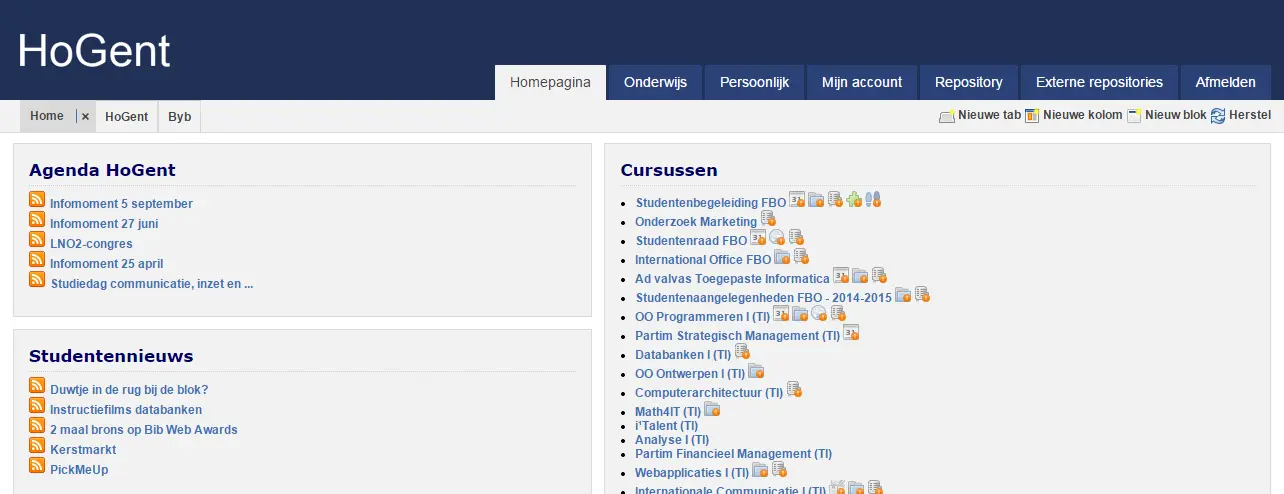 HoGent
Homepagina Onderwijs Persoonlijk Mijn account Repository Externe repositories Afmelden
Home × HoGent Byb Nieuwe tab Nieuwe kolom Nieuw blok Herstel
Agenda HoGent
Infomoment 5 september
Infomoment 27 juni
LNO2-congres
Infomoment 25 april
Studiedag communicatie, inzet en ...
Studentennieuws
Duwtje in de rug bij de blok?
Instructiefilms databanken
2 maal brons op Bib Web Awards
Kerstmarkt
PickMeUp
Cursussen
Studentenbegeleiding FBO
Onderzoek Marketing
Studentenraad FBO
International Office FBO
Ad valvas Toegepaste Informatica
Studentenaangelegenheden FBO - 2014-2015
OO Programmeren I (TI)
Partim Strategisch Management (TI)
Databanken I (TI)
OO Ontwerpen I (TI)
Computerarchitectuur (TI)
Math4IT (TI)
i'Talent (TI)
Analyse I (TI)
Partim Financieel Management (TI)
Webapplicaties I (TI)
Internationale Communicatie I (TI)